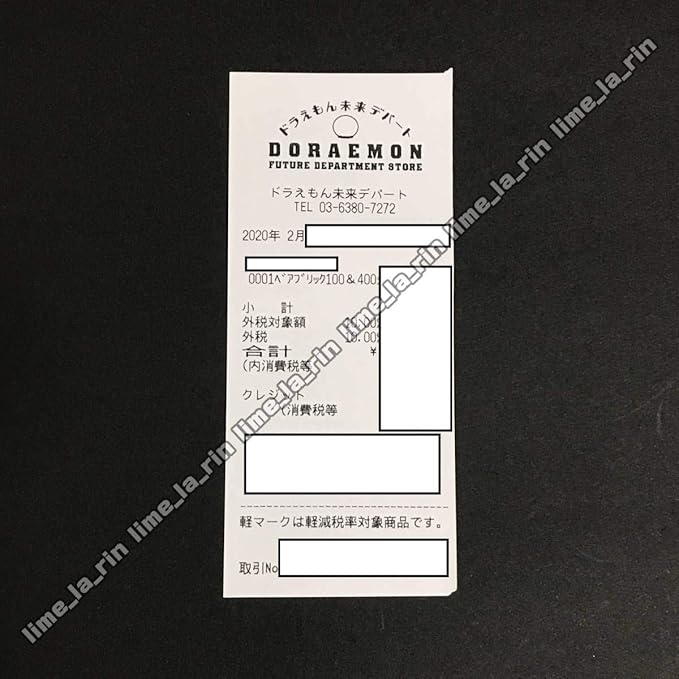 ドラえもん未来デパート
DORAEMON
FUTURE DEPARTMENT STORE
ドラえもん未来デパート
TEL 03-6380-7272
2020年 2月
0001ベアブリック100&400
小 計
外税対象額
外税 10.00%
合計 ¥
(内消費税等
クレジット
(消費税等
軽マークは軽減税率対象商品です。
取引No
lime_la_rin lime_la_rin lime_la_rin lime_la_rin
lime_la_rin lime_la_rin lime_la_rin lime_la_rin